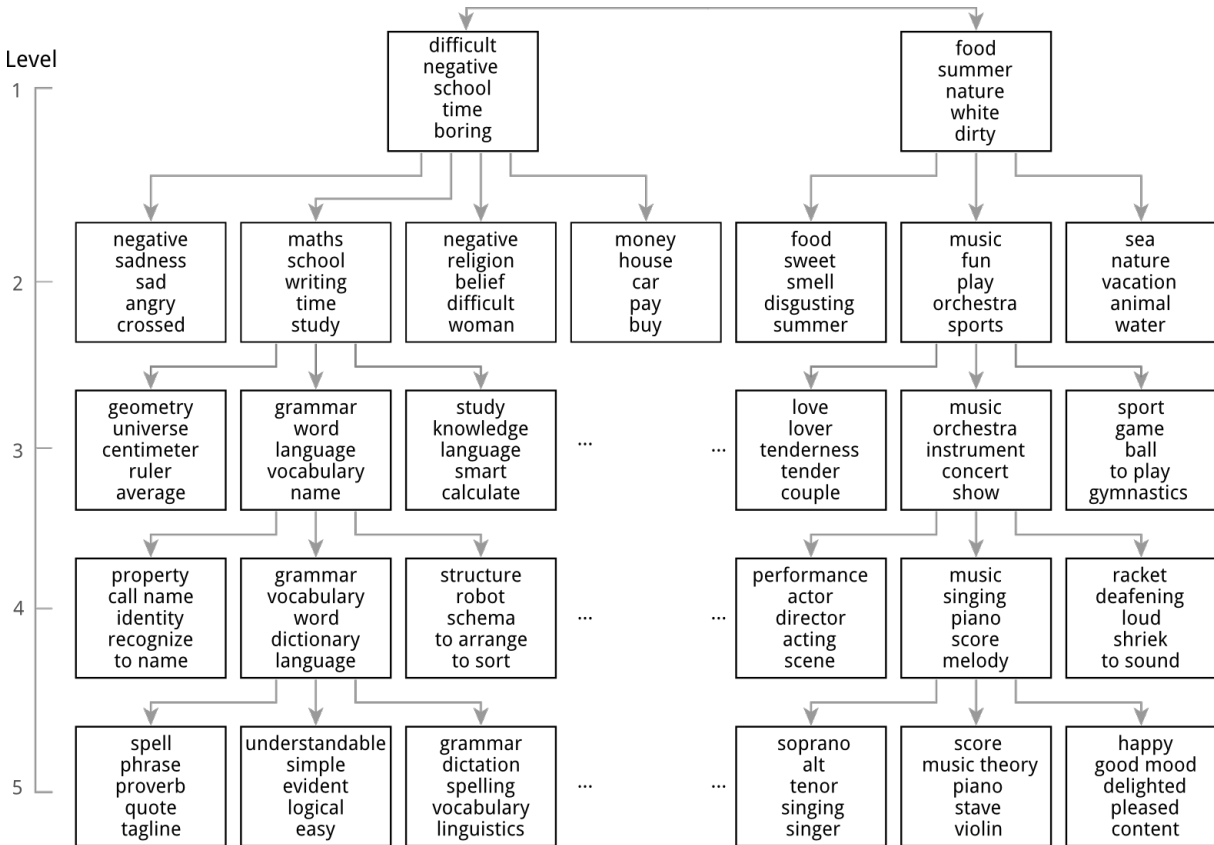 Level
1
difficult
negative
school
time
boring
food
summer
nature
white
dirty
2
negative
sadness
sad
angry
crossed
maths
school
writing
time
study
negative
religion
belief
difficult
woman
money
house
car
pay
buy
food
sweet
smell
disgusting
summer
music
fun
play
orchestra
sports
sea
nature
vacation
animal
water
3
geometry
universe
centimeter
ruler
average
grammar
word
language
vocabulary
name
study
knowledge
language
smart
calculate
...
...
love
lover
tenderness
tender
couple
music
orchestra
instrument
concert
show
sport
game
ball
to play
gymnastics
4
property
call name
identity
recognize
to name
grammar
vocabulary
word
dictionary
language
structure
robot
schema
to arrange
to sort
...
...
performance
actor
director
acting
scene
music
singing
piano
score
melody
racket
deafening
loud
shriek
to sound
5
spell
phrase
proverb
quote
tagline
understandable
simple
evident
logical
easy
grammar
dictation
spelling
vocabulary
linguistics
...
...
soprano
alt
tenor
singing
singer
score
music theory
piano
stave
violin
happy
good mood
delighted
pleased
content